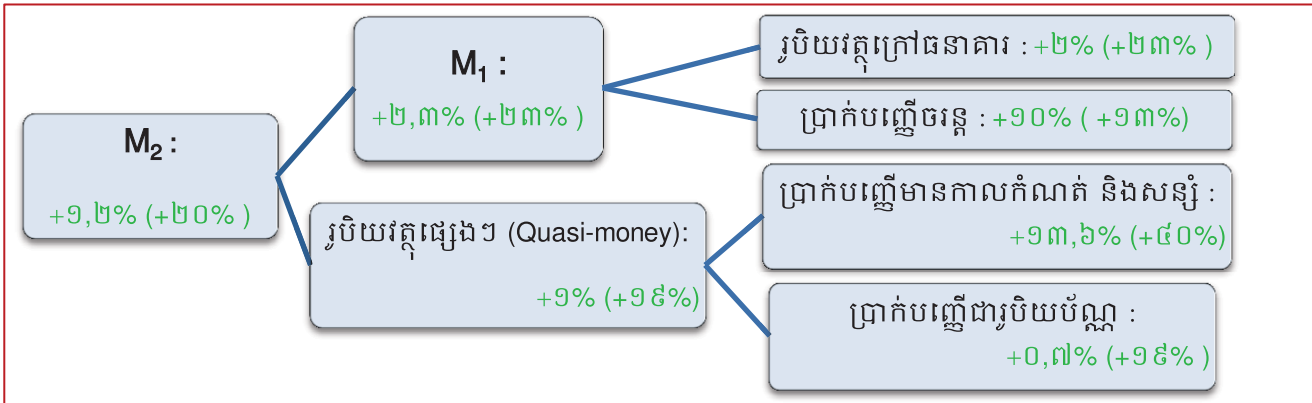 M₂ :
+១,២% (+២០% )
M₁ :
+២,៣% (+២៣% )
រូបិយវត្ថុផ្សេងៗ (Quasi-money):
+១% (+១៩%)
រូបិយវត្ថុក្រៅធនាគារ : +២% (+២៣% )
ប្រាក់បញ្ញើចរន្ត : +១០% ( +១៣%)
ប្រាក់បញ្ញើមានកាលកំណត់ និងសន្សំ :
+១៣,៦% (+៤០%)
ប្រាក់បញ្ញើជារូបិយប័ណ្ណ :
+០,៧% (+១៩% )